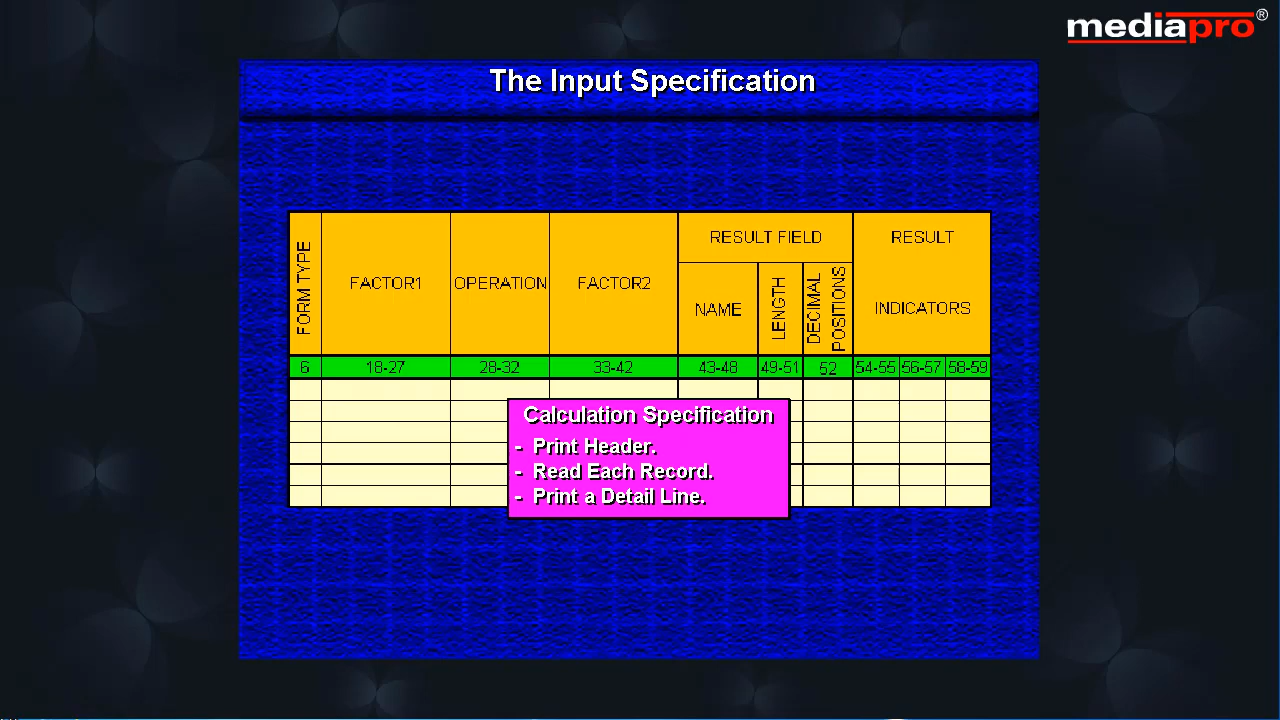 mediapro®
The Input Specification
FORM TYPE
FACTOR1
OPERATION
FACTOR2
RESULT FIELD
NAME
LENGTH
DECIMAL
POSITIONS
RESULT
INDICATORS
6 18-27 28-32 33-42 43-48 49-51 52 54-55 56-57 58-59
Calculation Specification
- Print Header.
- Read Each Record.
- Print a Detail Line.